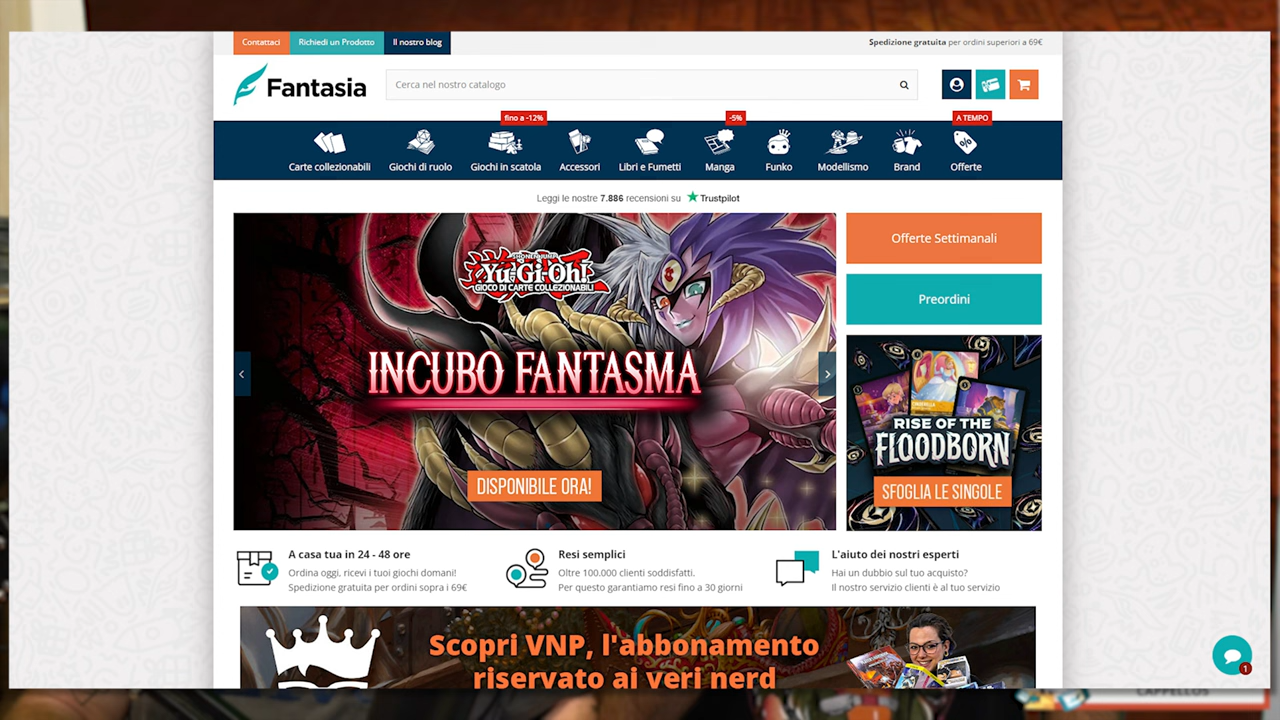 Contattaci
Richiedi un Prodotto
Il nostro blog
Spedizione gratuita per ordini superiori a 69€
Fantasia
Cerca nel nostro catalogo
fino a -12%
-5%
A TEMPO
Carte collezionabili
Giochi di ruolo
Giochi in scatola
Accessori
Libri e Fumetti
Manga
Funko
Modellismo
Brand
Offerte
Leggi le nostre 7.886 recensioni su Trustpilot
SHONEN JUMP
Yu-Gi-Oh!
GIOCO DI CARTE COLLEZIONABILI
INCUBO FANTASMA
DISPONIBILE ORA!
Offerte Settimanali
Preordini
RISE OF THE
FLOODBORN
SFOGLIA LE SINGOLE
A casa tua in 24 - 48 ore
Ordina oggi, ricevi i tuoi giochi domani!
Spedizione gratuita per ordini sopra i 69€
Resi semplici
Oltre 100.000 clienti soddisfatti.
Per questo garantiamo resi fino a 30 giorni
L'aiuto dei nostri esperti
Hai un dubbio sul tuo acquisto?
Il nostro servizio clienti è al tuo servizio
Scopri VNP, l'abbonamento
riservato ai veri nerd
1
CAPPELLOS